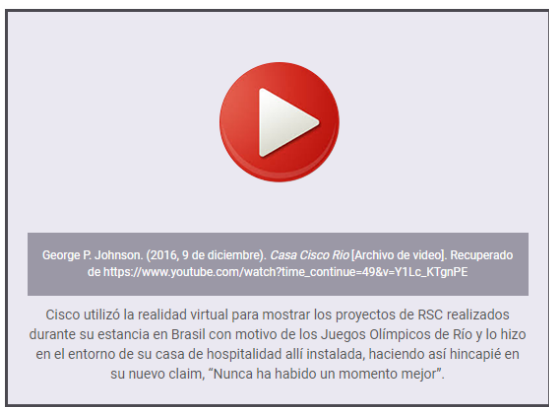 George P. Johnson. (2016, 9 de diciembre). Casa Cisco Rio [Archivo de video]. Recuperado
de https://www.youtube.com/watch?time_continue=49&v=Y1Lc_KTgnPE
Cisco utilizó la realidad virtual para mostrar los proyectos de RSC realizados
durante su estancia en Brasil con motivo de los Juegos Olímpicos de Río y lo hizo
en el entorno de su casa de hospitalidad allí instalada, haciendo así hincapié en
su nuevo claim, “Nunca ha habido un momento mejor”.